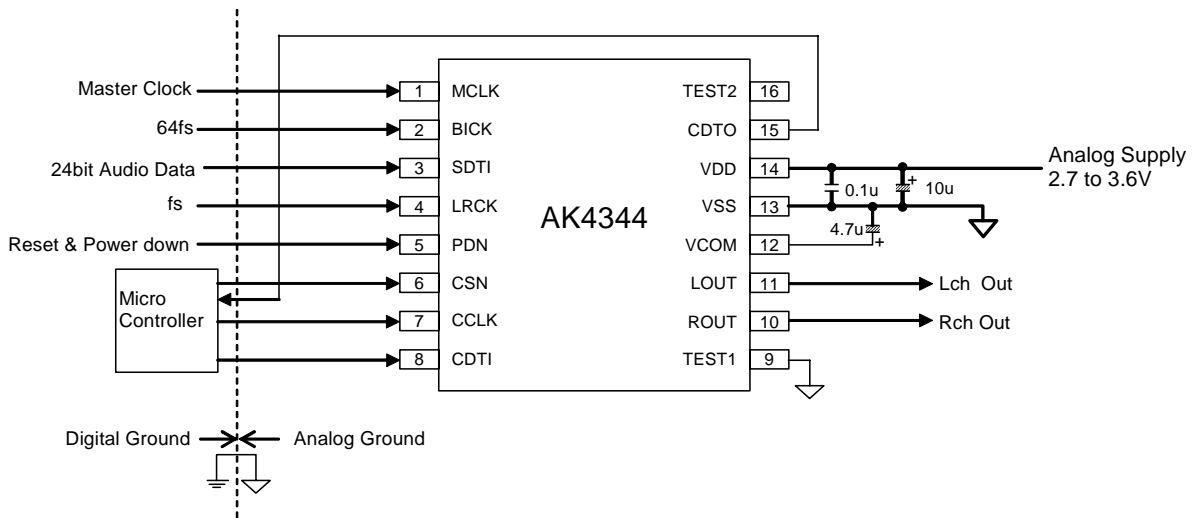 Master Clock
64fs
24bit Audio Data
fs
Reset & Power down
Micro
Controller
1 MCLK
2 BICK
3 SDTI
4 LRCK
5 PDN
6 CSN
7 CCLK
8 CDTI
AK4344
TEST2 16
CDTO 15
VDD 14
VSS 13
VCOM 12
LOUT 11
ROUT 10
TEST1 9
0.1u
+ 10u
4.7u
+
Analog Supply
2.7 to 3.6V
Lch Out
Rch Out
Digital Ground
Analog Ground